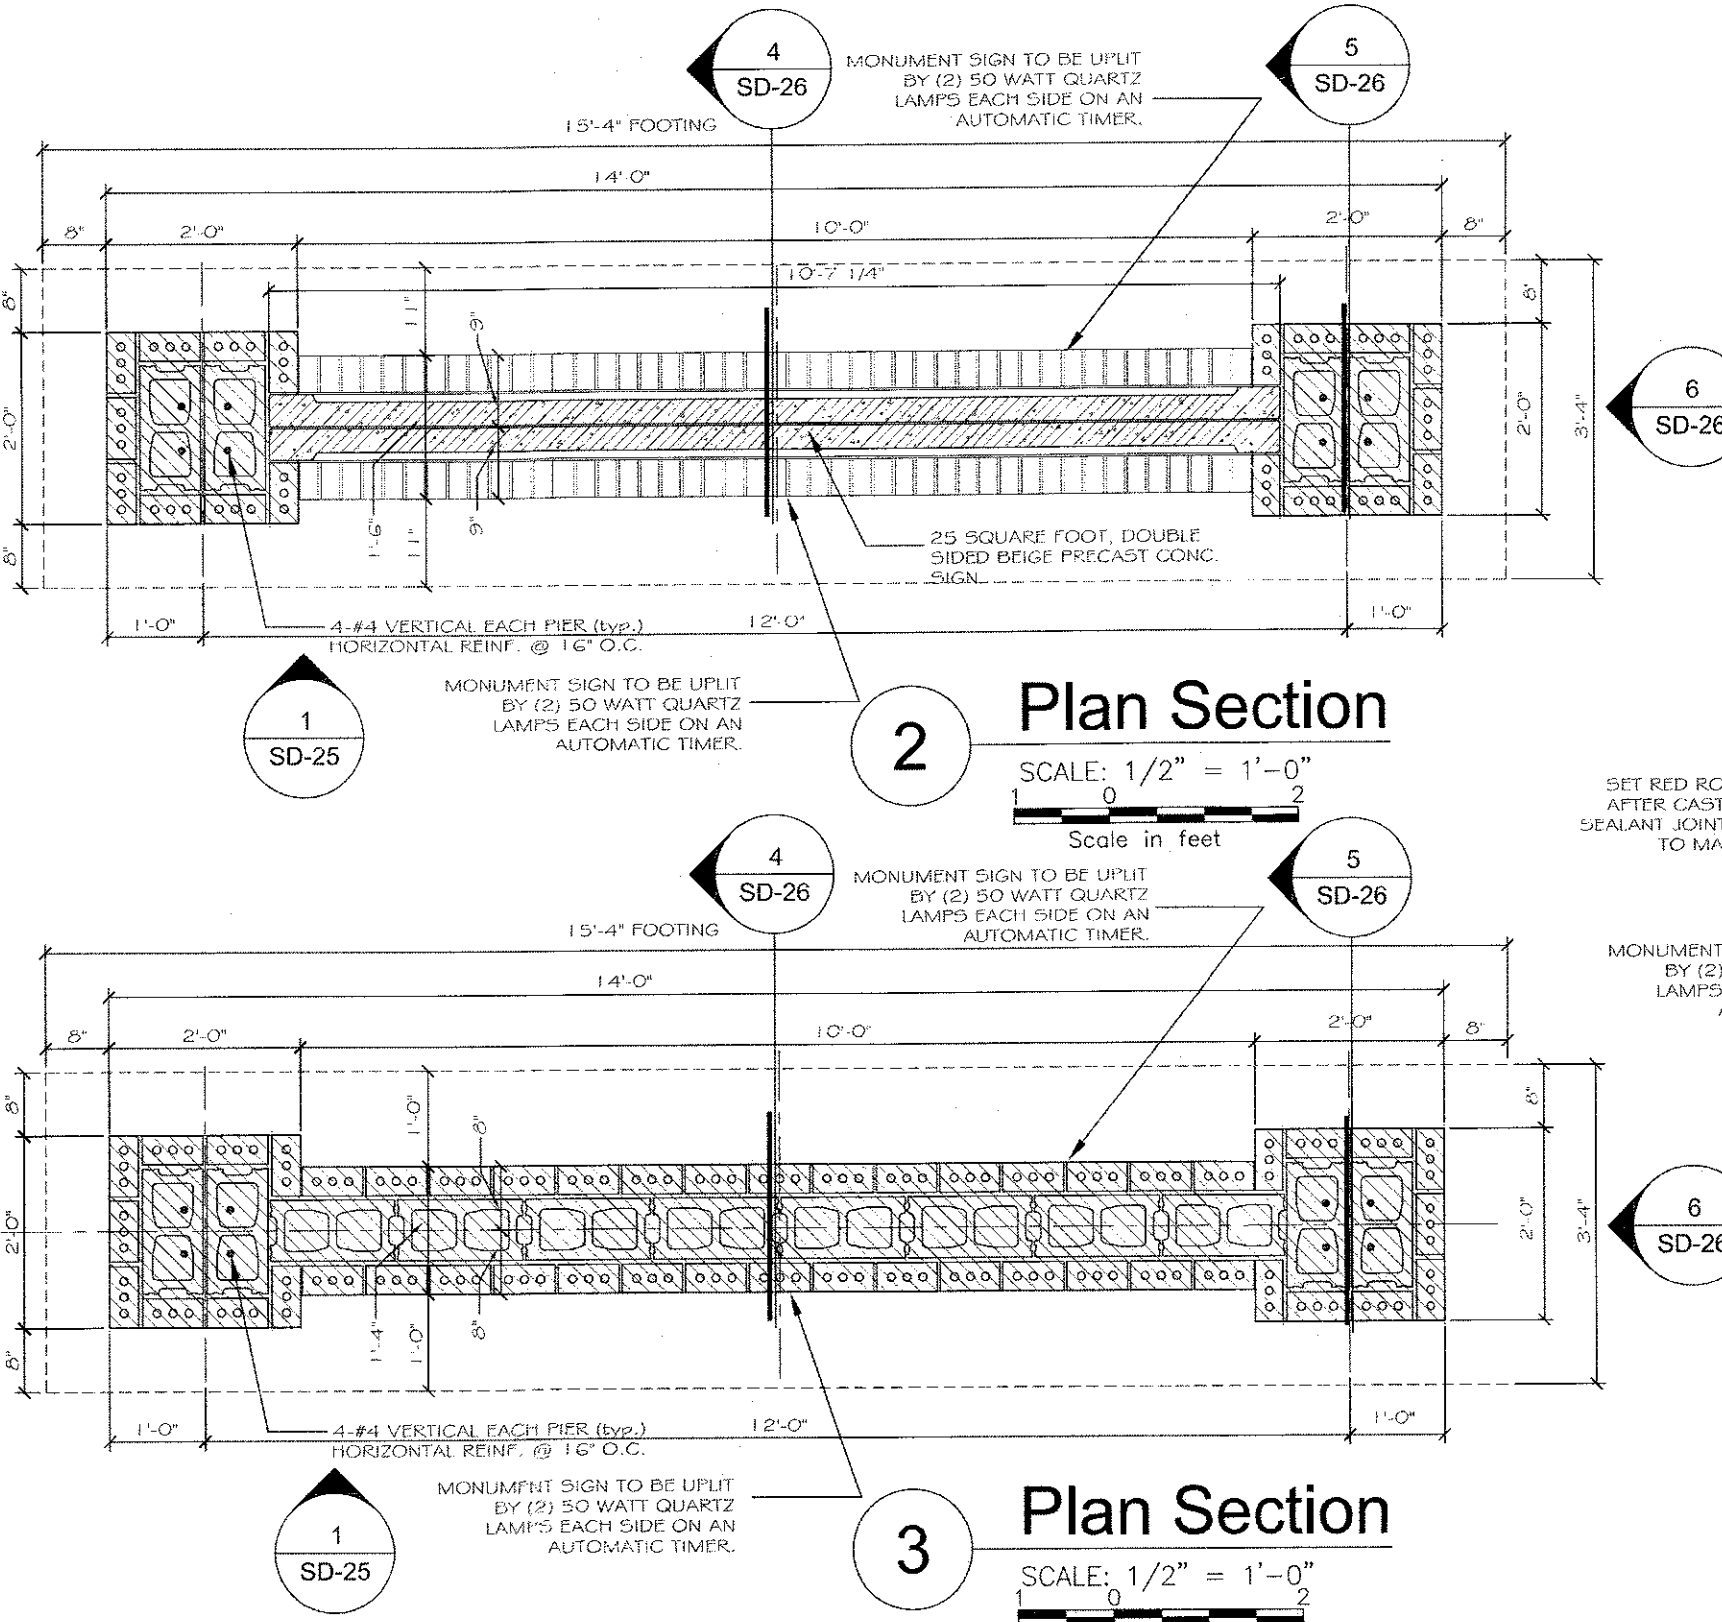 4
SD-26
MONUMENT SIGN TO BE UPLIT
BY (2) 50 WATT QUARTZ
LAMPS EACH SIDE ON AN
AUTOMATIC TIMER.
5
SD-26
15'-4" FOOTING
14'-0"
8"
2'-0"
10'-0"
2'-0"
8"
10'-7 1/4"
8"
11"
9"
8"
2'-0"
2'-0"
3'-4"
6
SD-26
1'-6"
11"
9"
8"
25 SQUARE FOOT, DOUBLE
SIDED BEIGE PRECAST CONC.
SIGN
1'-0"
4-#4 VERTICAL EACH PIER (typ.)
HORIZONTAL REINF. @ 16" O.C.
12'-0"
1'-0"
1
SD-25
MONUMENT SIGN TO BE UPLIT
BY (2) 50 WATT QUARTZ
LAMPS EACH SIDE ON AN
AUTOMATIC TIMER.
2
Plan Section
SCALE: 1/2" = 1'-0"
1 0 2
Scale in feet
SET RED RO
AFTER CAST
SEALANT JOINT
TO MA
4
SD-26
MONUMENT SIGN TO BE UPLIT
BY (2) 50 WATT QUARTZ
LAMPS EACH SIDE ON AN
AUTOMATIC TIMER.
5
SD-26
15'-4" FOOTING
MONUMENT
BY (2)
LAMPS
14'-0"
8"
2'-0"
10'-0"
2'-0"
8"
8"
1'-0"
8"
8"
2'-0"
2'-0"
3'-4"
6
SD-26
1'-4"
1'-0"
8"
8"
1'-0"
4-#4 VERTICAL EACH PIER (typ.)
HORIZONTAL REINF. @ 16" O.C.
12'-0"
1'-0"
1
SD-25
MONUMENT SIGN TO BE UPLIT
BY (2) 50 WATT QUARTZ
LAMPS EACH SIDE ON AN
AUTOMATIC TIMER.
3
Plan Section
SCALE: 1/2" = 1'-0"
1 0 2